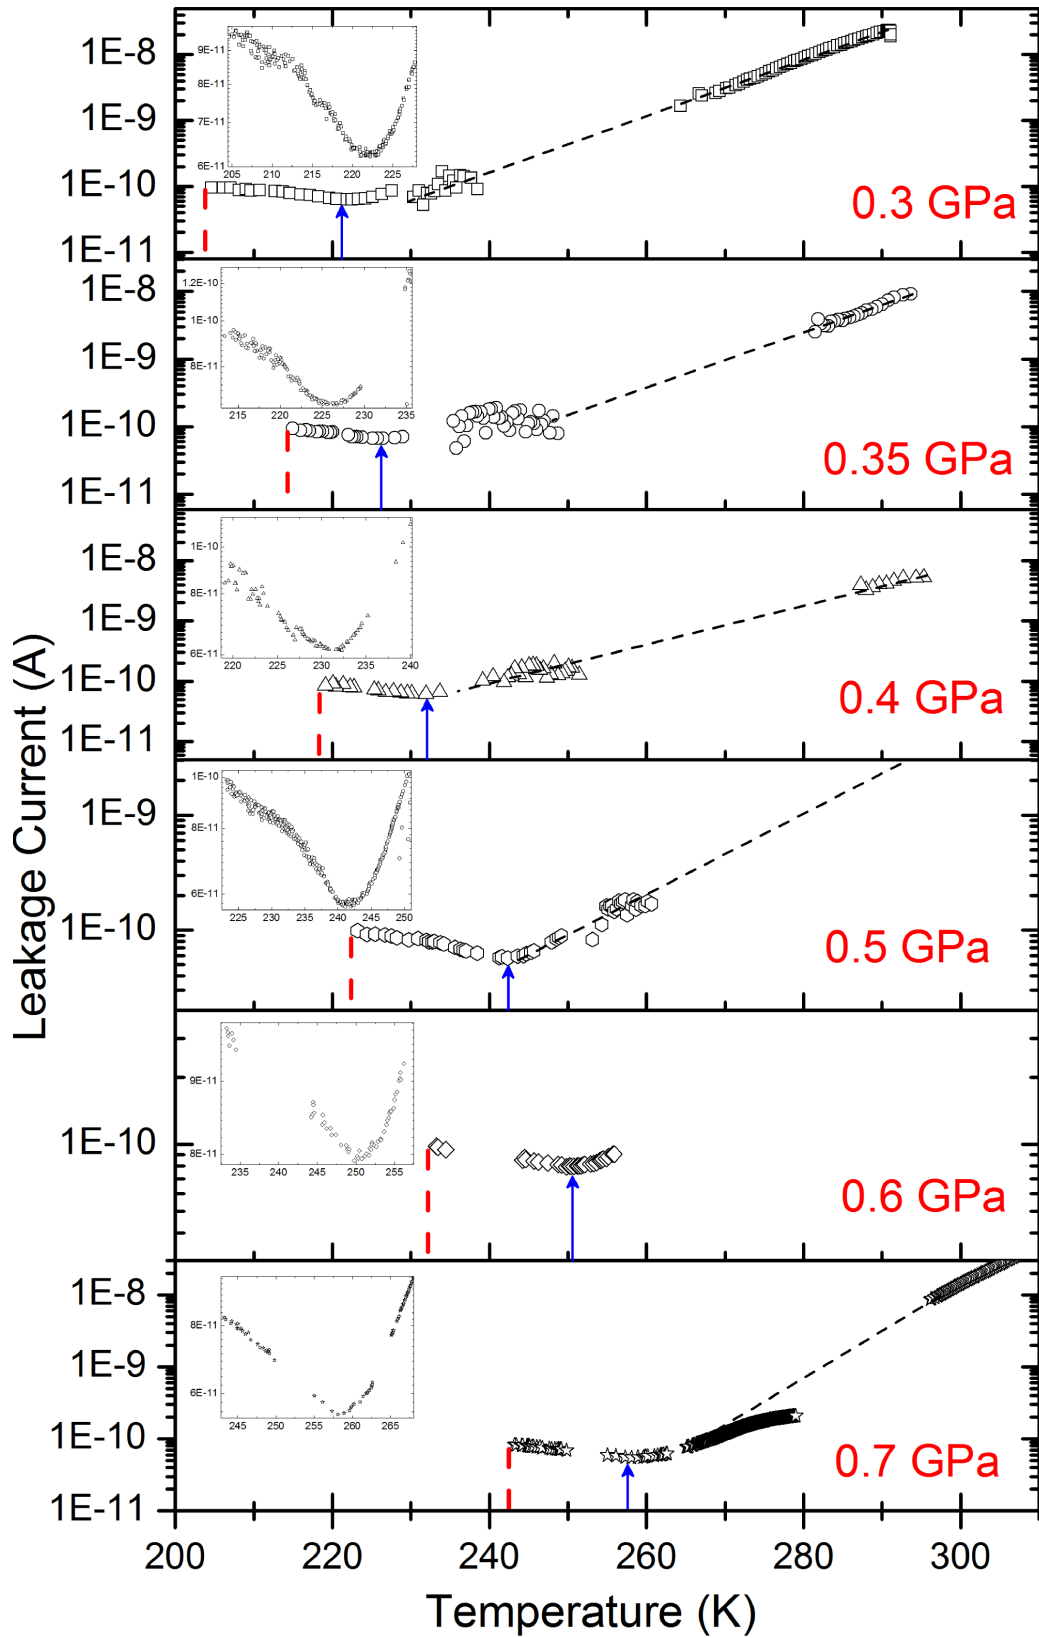 Leakage Current (A)
1E-8
1E-9
1E-10
1E-11
9E-11
8E-11
7E-11
6E-11
205 210 215 220 225
0.3 GPa
1E-8
1E-9
1E-10
1E-11
1.2E-10
1E-10
8E-11
215 220 225 230 235
0.35 GPa
1E-8
1E-9
1E-10
1E-11
1E-10
8E-11
6E-11
220 225 230 235 240
0.4 GPa
1E-9
1E-10
1E-10
8E-11
6E-11
225 230 235 240 245 250
0.5 GPa
1E-10
9E-11
8E-11
235 240 245 250 255
0.6 GPa
1E-8
1E-9
1E-10
1E-11
8E-11
6E-11
245 250 255 260 265
0.7 GPa
200 220 240 260 280 300
Temperature (K)